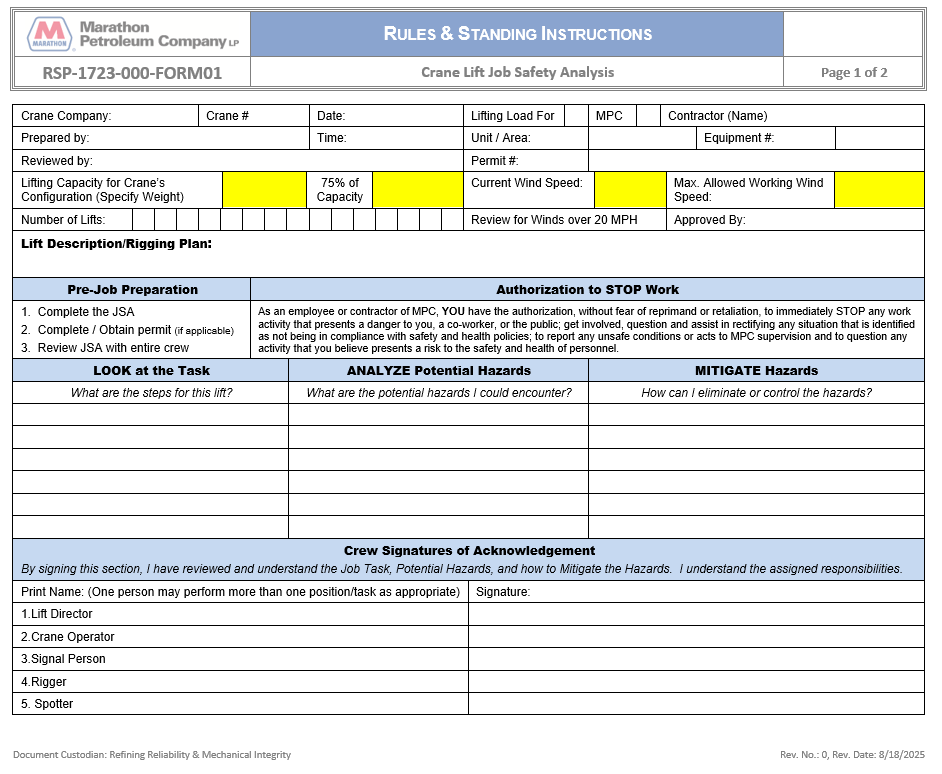 Marathon
Petroleum Company LP
MARATHON
RULES & STANDING INSTRUCTIONS
RSP-1723-000-FORM01
Crane Lift Job Safety Analysis
Page 1 of 2
Crane Company:
Crane #
Date:
Lifting Load For
MPC
Contractor (Name)
Prepared by:
Time:
Unit / Area:
Equipment #:
Reviewed by:
Permit #:
Lifting Capacity for Crane's
Configuration (Specify Weight)
75% of
Capacity
Current Wind Speed:
Max. Allowed Working Wind
Speed:
Number of Lifts:
Review for Winds over 20 MPH
Approved By:
Lift Description/Rigging Plan:
Pre-Job Preparation
Authorization to STOP Work
1. Complete the JSA
2. Complete / Obtain permit (if applicable)
3. Review JSA with entire crew
As an employee or contractor of MPC, YOU have the authorization, without fear of reprimand or retaliation, to immediately STOP any work
activity that presents a danger to you, a co-worker, or the public; get involved, question and assist in rectifying any situation that is identified
as not being in compliance with safety and health policies; to report any unsafe conditions or acts to MPC supervision and to question any
activity that you believe presents a risk to the safety and health of personnel.
LOOK at the Task
ANALYZE Potential Hazards
MITIGATE Hazards
What are the steps for this lift?
What are the potential hazards I could encounter?
How can I eliminate or control the hazards?
Crew Signatures of Acknowledgement
By signing this section, I have reviewed and understand the Job Task, Potential Hazards, and how to Mitigate the Hazards. I understand the assigned responsibilities.
Print Name: (One person may perform more than one position/task as appropriate)
Signature:
1.Lift Director
2.Crane Operator
3.Signal Person
4.Rigger
5. Spotter
Document Custodian: Refining Reliability & Mechanical Integrity
Rev. No.: 0, Rev. Date: 8/18/2025